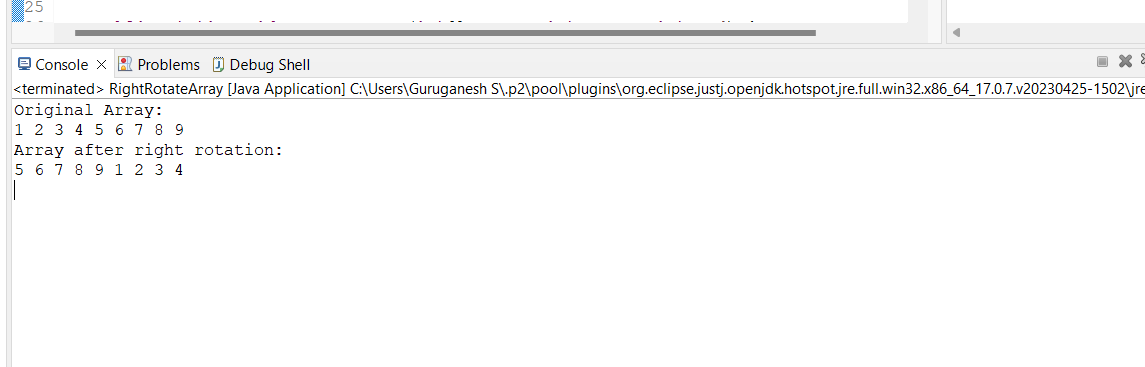 25
Console Problems Debug Shell
<terminated> RightRotateArray [Java Application] C:\Users\Guruganesh S\.p2\pool\plugins\org.eclipse.justj.openjdk.hotspot.jre.full.win32.x86_64_17.0.7.v20230425-1502\jre
Original Array:
1 2 3 4 5 6 7 8 9
Array after right rotation:
5 6 7 8 9 1 2 3 4